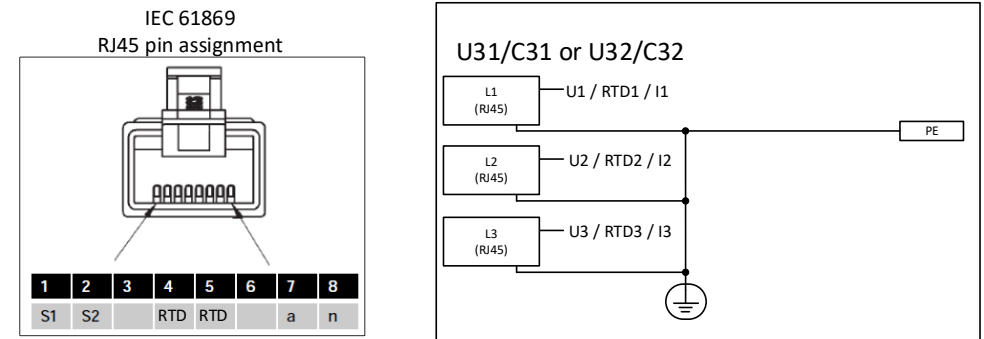 IEC 61869
RJ45 pin assignment
1 2 3 4 5 6 7 8
S1 S2 RTD RTD a n
U31/C31 or U32/C32
L1
(RJ45)
U1 / RTD1 / I1
PE
L2
(RJ45)
U2 / RTD2 / I2
L3
(RJ45)
U3 / RTD3 / I3